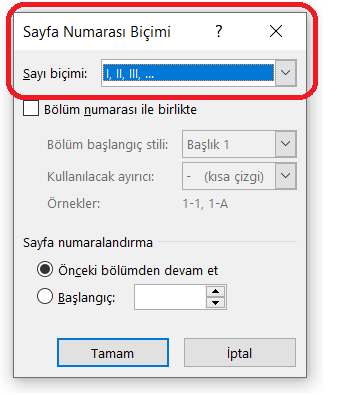 Sayfa Numarası Biçimi ? ×
Sayı biçimi: I, II, III, ...
Bölüm numarası ile birlikte
Bölüm başlangıç stili: Başlık 1
Kullanılacak ayırıcı: - (kısa çizgi)
Örnekler: 1-1, 1-A
Sayfa numaralandırma
Önceki bölümden devam et
Başlangıç:
Tamam İptal